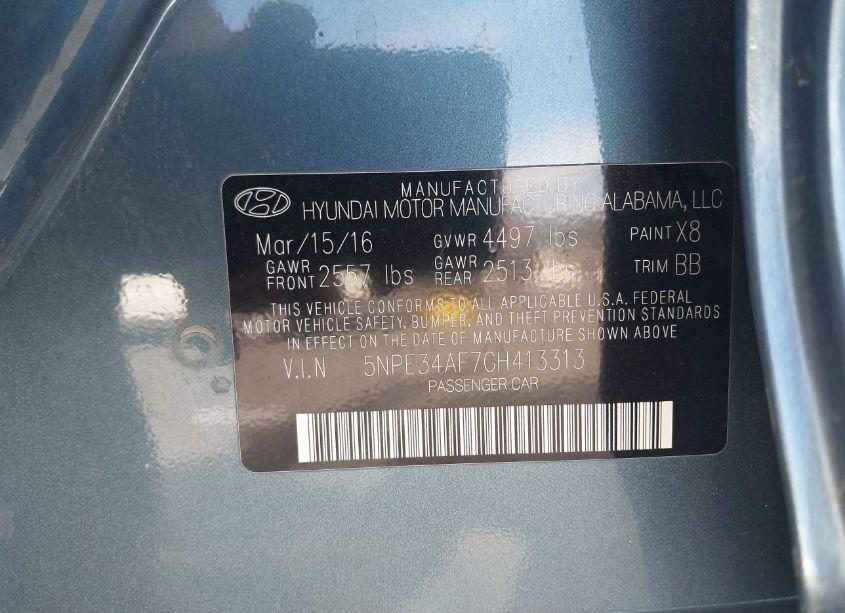 MANUFACTURED BY
HYUNDAI MOTOR MANUFACTURING ALABAMA, LLC
Mar/15/16 GVWR 4497 lbs PAINT X8
GAWR FRONT 2557 lbs GAWR REAR 2513 lbs TRIM BB
THIS VEHICLE CONFORMS TO ALL APPLICABLE U.S.A. FEDERAL
MOTOR VEHICLE SAFETY, BUMPER, AND THEFT PREVENTION STANDARDS
IN EFFECT ON THE DATE OF MANUFACTURE SHOWN ABOVE
V.I.N 5NPE34AF7GH413313
PASSENGER CAR